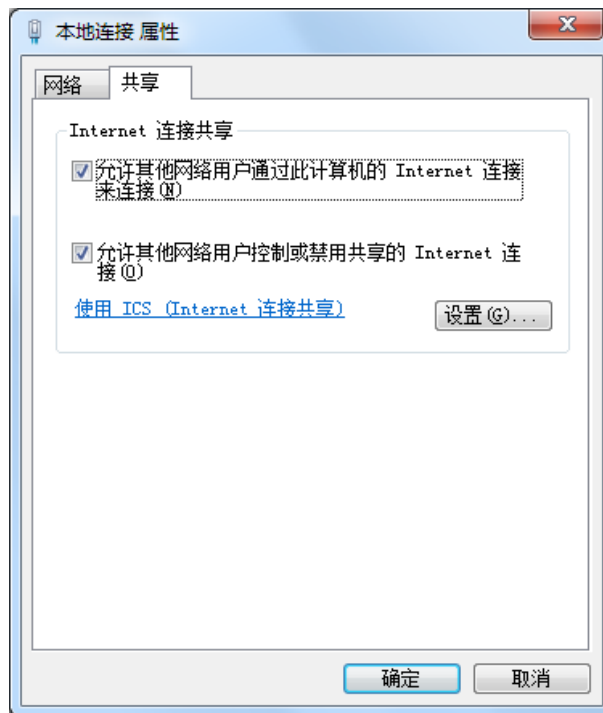 本地连接 属性
网络 共享
Internet 连接共享
允许其他网络用户通过此计算机的 Internet 连接
来连接(N)
允许其他网络用户控制或禁用共享的 Internet 连
接(O)
使用 ICS (Internet 连接共享)
设置(G)...
确定 取消